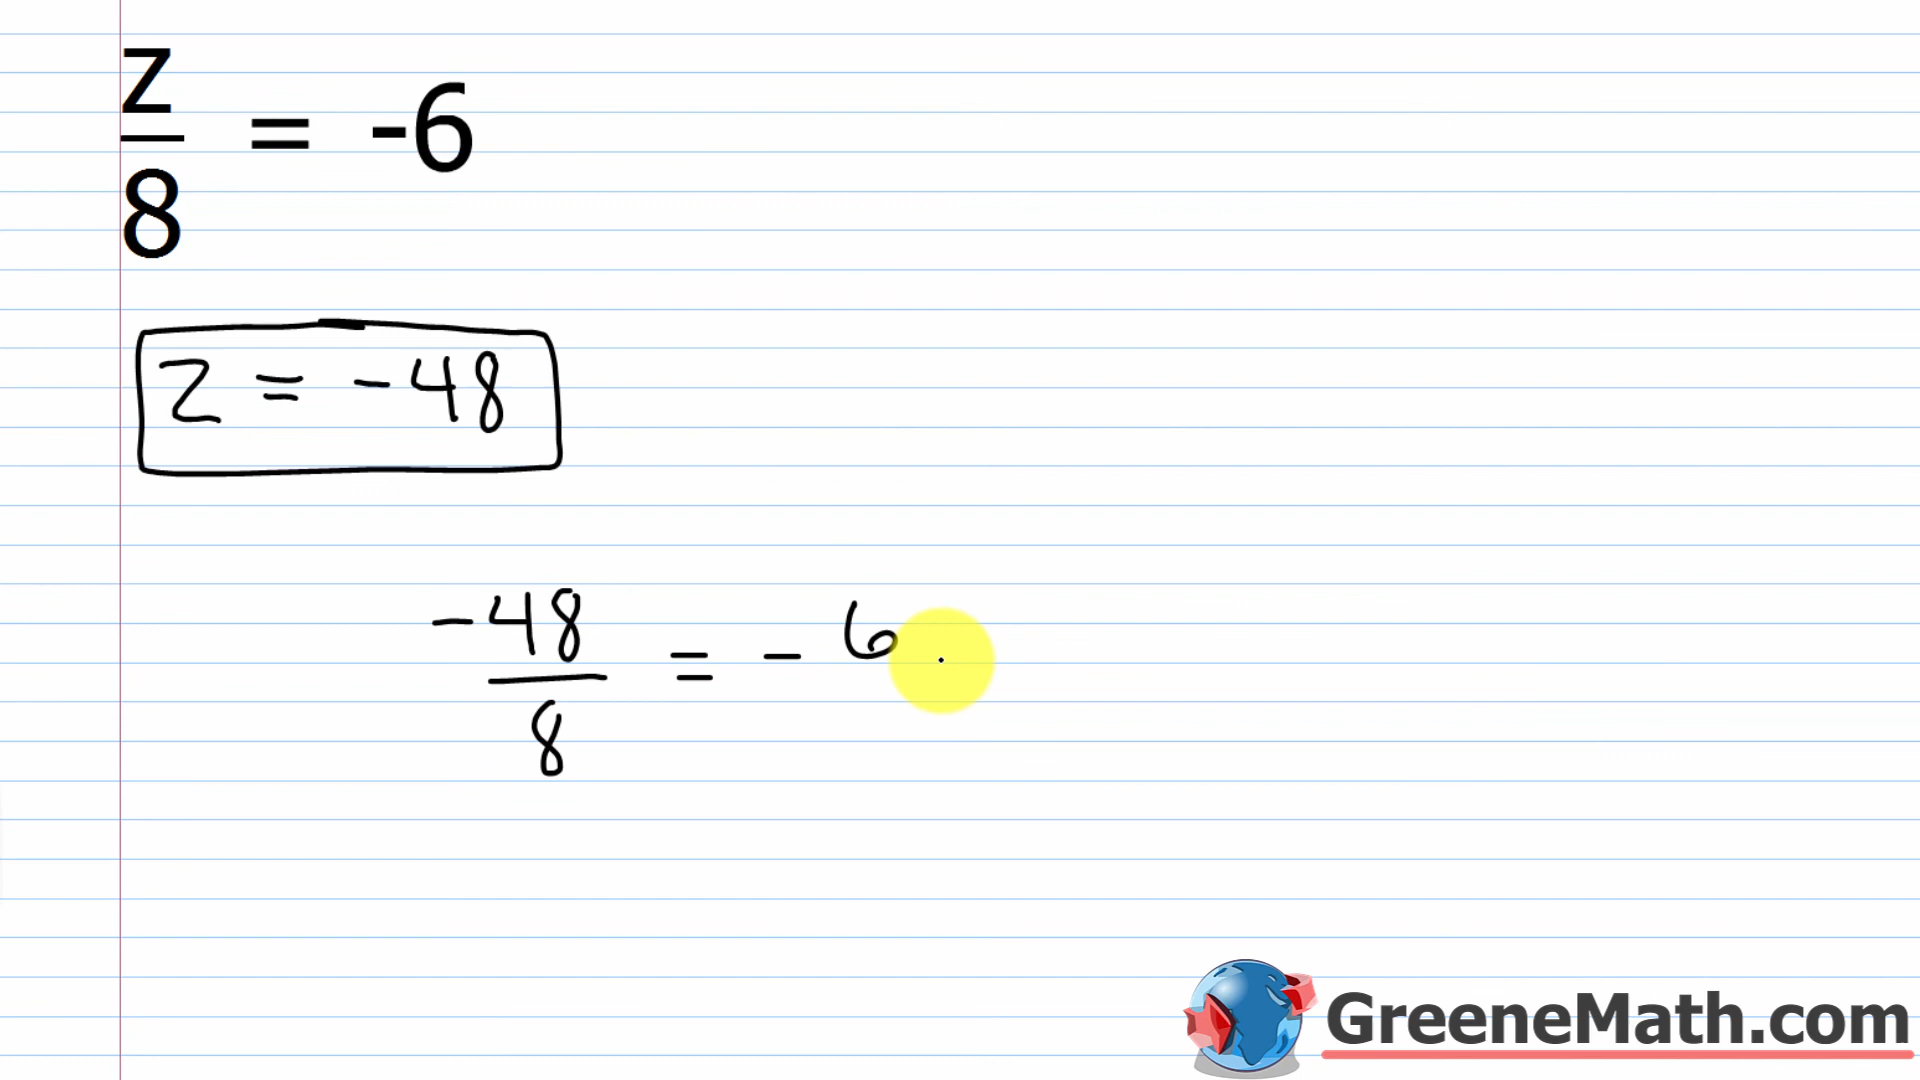 z/8 = -6
z = -48
-48/8 = -6
GreeneMath.com